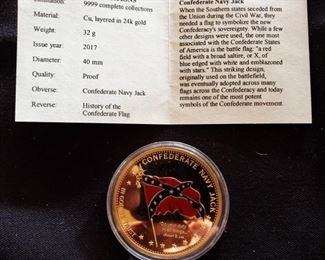 9999 complete collections
Material: Cu, layered in 24k gold
Weight: 32 g
Issue year: 2017
Diameter: 40 mm
Quality: Proof
Obverse: Confederate Navy Jack
Reverse: History of the
Confederate Flag
Confederate Navy Jack
When the Southern states seceded
from the Union during the Civil War, they
needed a flag to symbolize the new
Confederacy's sovereignty. While a few
other designs were used, the one most
associated with the Confederate States
of America is the battle flag: "a red
field with a broad saltire, or X, of
blue edged with white and emblazoned
with stars." This striking design,
originally used on the battlefield,
was eventually adopted across many
flags across the Confederacy and today
remains one of the most potent
symbols of the Confederate movement.
CONFEDERATE NAVY JACK